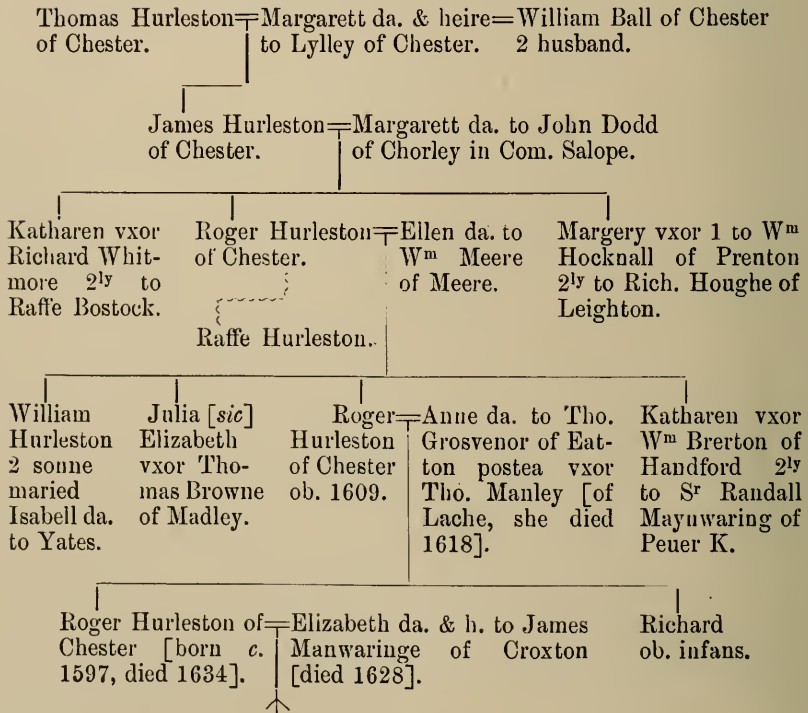 Thomas Hurleston=Margarett da. & heire=William Ball of Chester
of Chester. to Lylley of Chester. 2 husband.
James Hurleston=Margarett da. to John Dodd
of Chester. of Chorley in Com. Salope.
Katharen vxor
Richard Whit-
more 2ly to
Raffe Bostock.
Roger Hurleston=Ellen da. to
of Chester. Wm Meere
of Meere.
Margery vxor 1 to Wm
Hocknall of Prenton
2ly to Rich. Houghe of
Leighton.
Raffe Hurleston.
William
Hurleston
2 sonne
maried
Isabell da.
to Yates.
Julia [sic]
Elizabeth
vxor Tho-
mas Browne
of Madley.
Roger=
Hurleston
of Chester
ob. 1609.
Anne da. to Tho.
Grosvenor of Eat-
ton postea vxor
Tho. Manley [of
Lache, she died
1618].
Katharen vxor
Wm Brerton of
Handford 2ly
to Sr Randall
Maynwaring of
Peuer K.
Roger Hurleston of=
Chester [born c.
1597, died 1634].
Elizabeth da. & h. to James
Manwaringe of Croxton
[died 1628].
Richard
ob. infans.